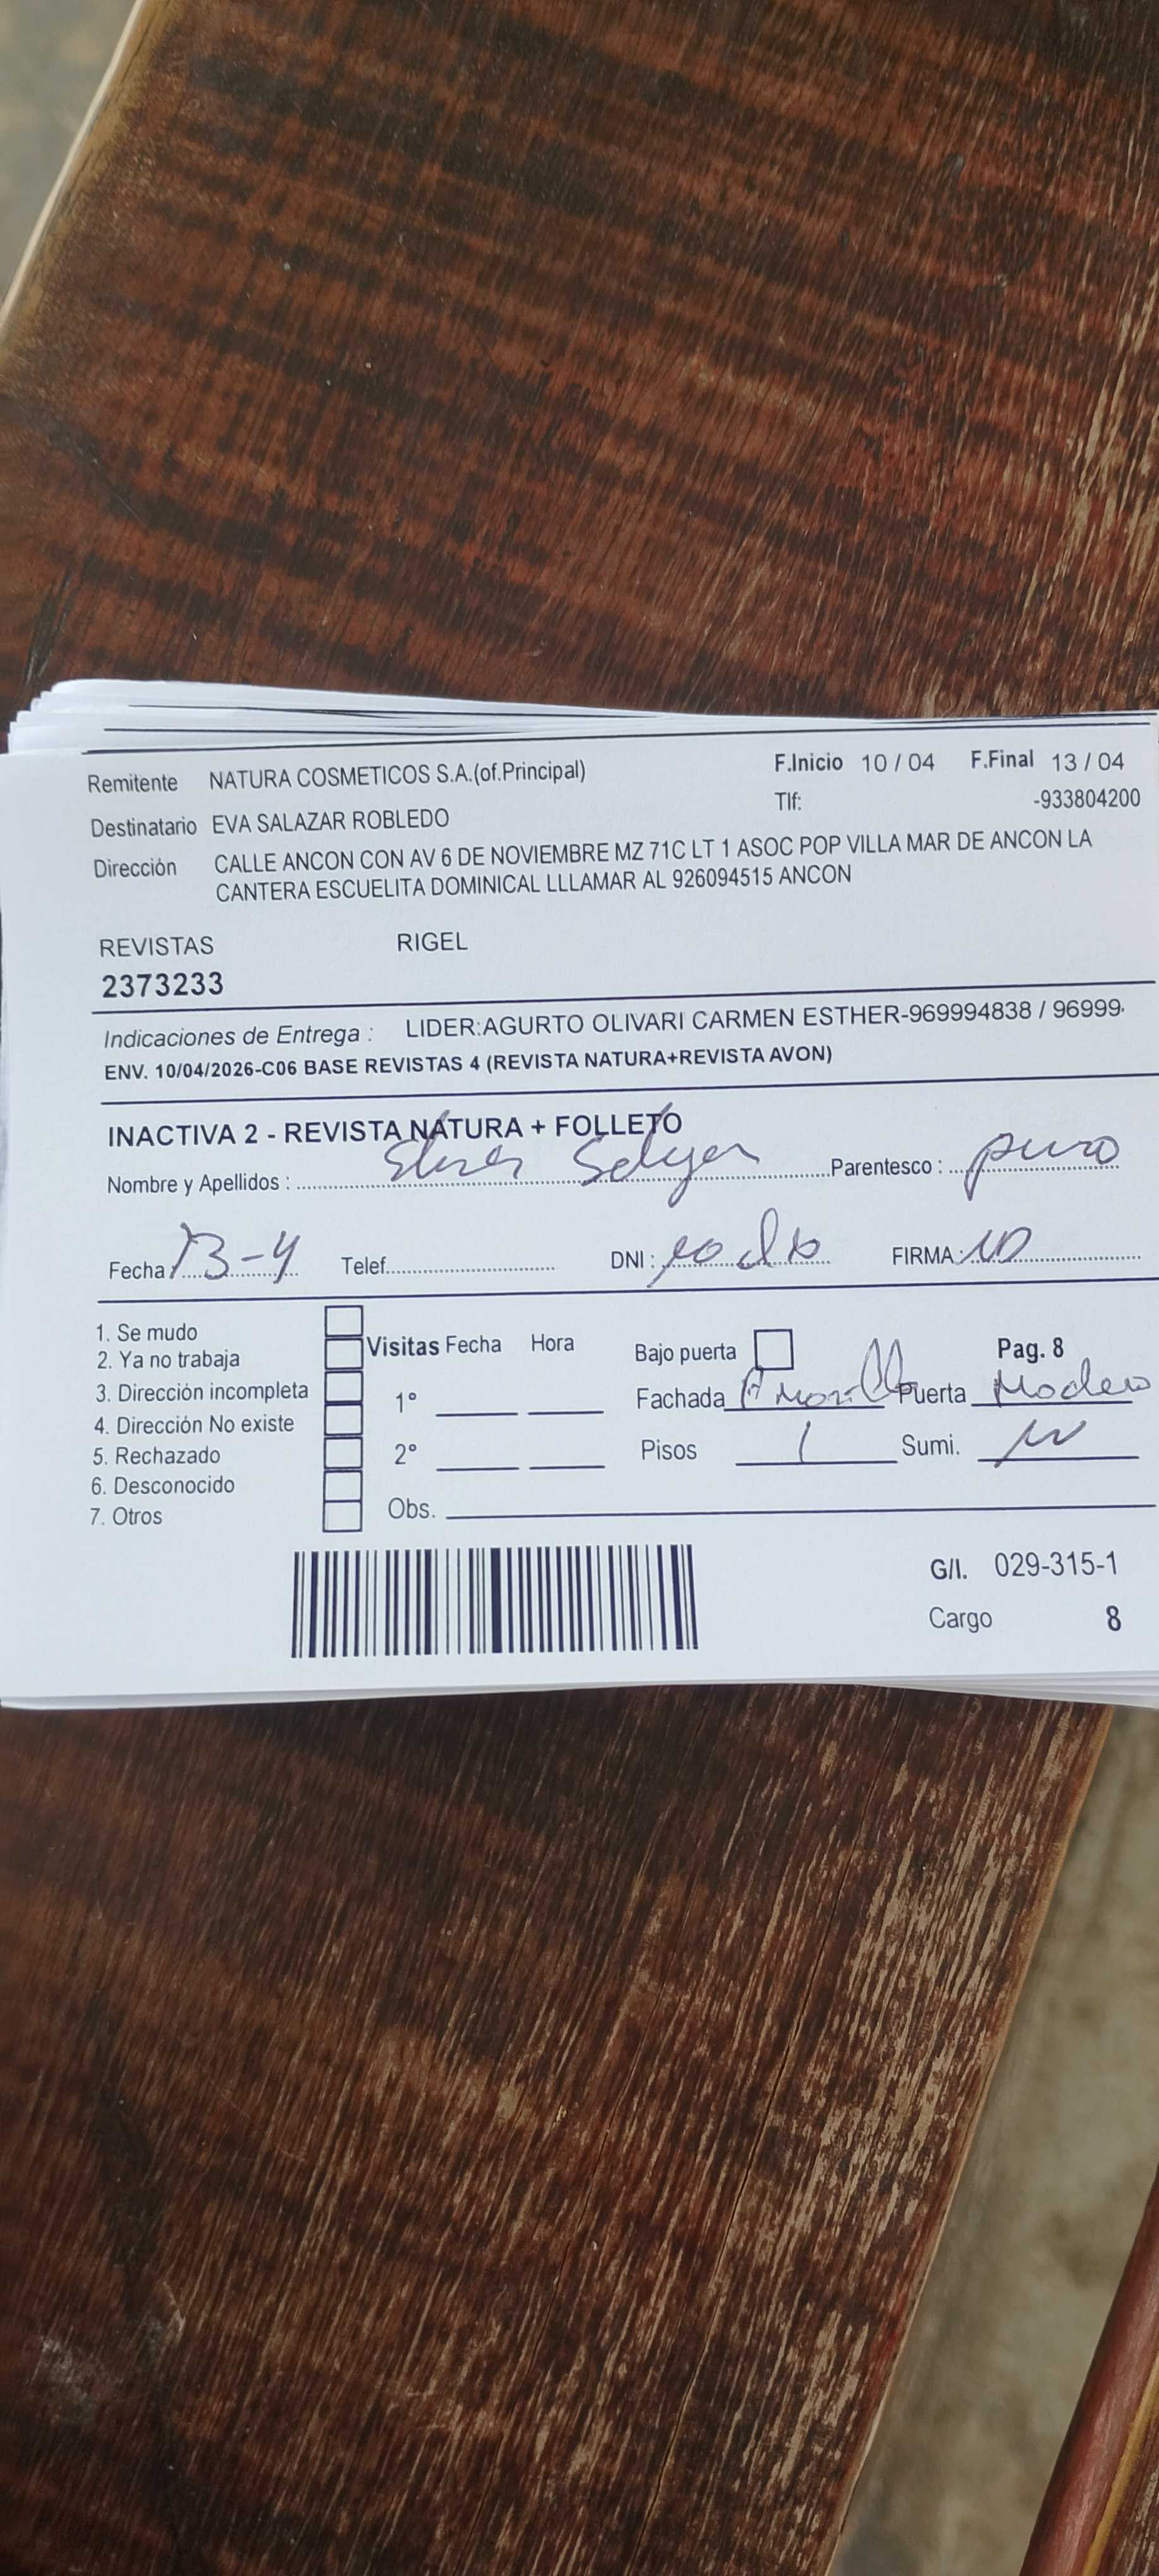 Remitente NATURA COSMETICOS S.A.(of.Principal) F.Inicio 10 / 04 F.Final 13 / 04
Tlf: -933804200
Destinatario EVA SALAZAR ROBLEDO
Dirección CALLE ANCON CON AV 6 DE NOVIEMBRE MZ 71C LT 1 ASOC POP VILLA MAR DE ANCON LA
CANTERA ESCUELITA DOMINICAL LLLAMAR AL 926094515 ANCON
REVISTAS RIGEL
2373233
Indicaciones de Entrega : LIDER:AGURTO OLIVARI CARMEN ESTHER-969994838 / 96999
ENV. 10/04/2026-C06 BASE REVISTAS 4 (REVISTA NATURA+REVISTA AVON)
INACTIVA 2 - REVISTA NATURA + FOLLETO
Nombre y Apellidos : Parentesco :
Fecha 13-4 Telef. DNI : FIRMA:
1. Se mudo
2. Ya no trabaja
3. Dirección incompleta
4. Dirección No existe
5. Rechazado
6. Desconocido
7. Otros
Visitas Fecha Hora
1°
2°
Obs.
Bajo puerta Pag. 8
Fachada Puerta
Pisos 1 Sumi.
G/I. 029-315-1
Cargo 8